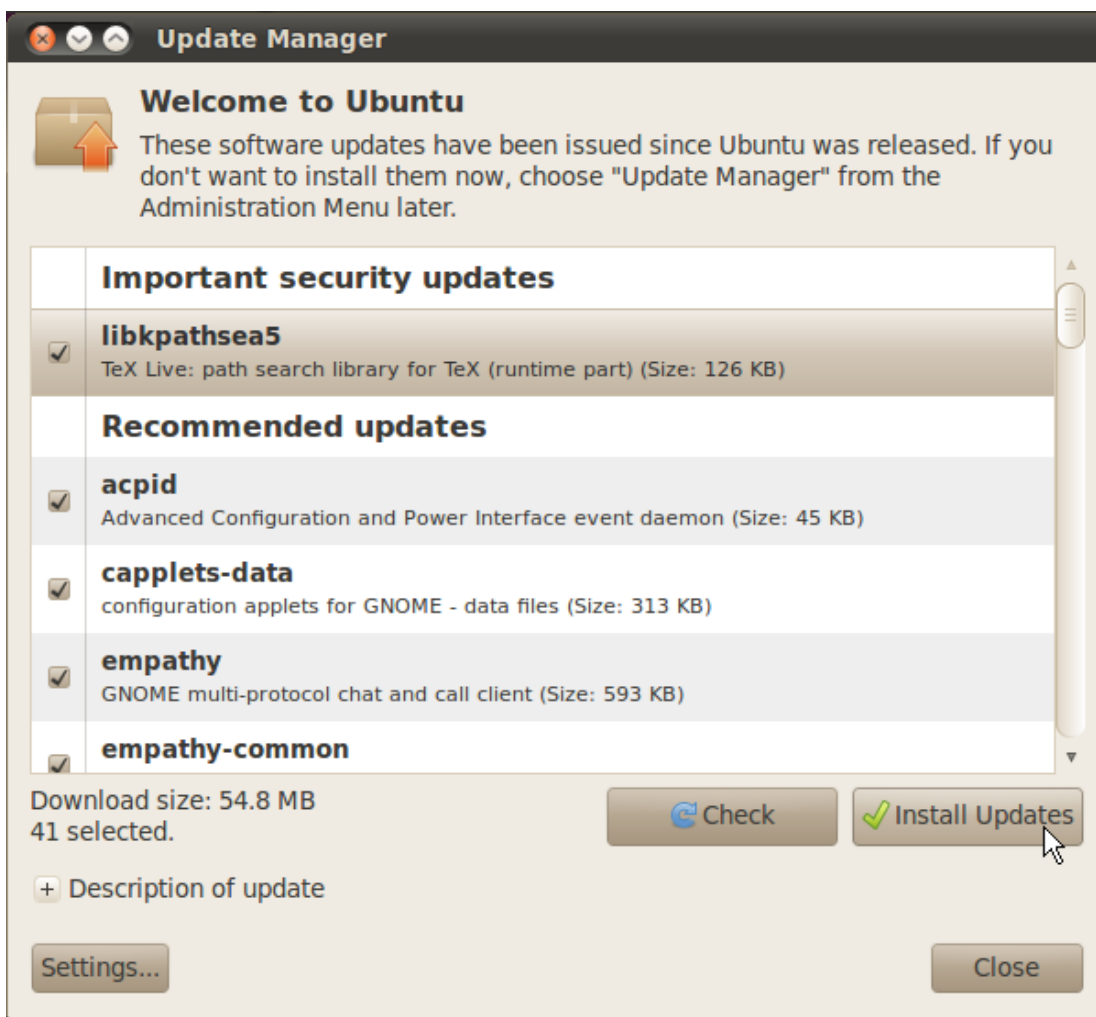 Update Manager
Welcome to Ubuntu
These software updates have been issued since Ubuntu was released. If you
don't want to install them now, choose "Update Manager" from the
Administration Menu later.
Important security updates
libkpathsea5
TeX Live: path search library for TeX (runtime part) (Size: 126 KB)
Recommended updates
acpid
Advanced Configuration and Power Interface event daemon (Size: 45 KB)
capplets-data
configuration applets for GNOME - data files (Size: 313 KB)
empathy
GNOME multi-protocol chat and call client (Size: 593 KB)
empathy-common
Download size: 54.8 MB
41 selected.
Check
Install Updates
Description of update
Settings...
Close